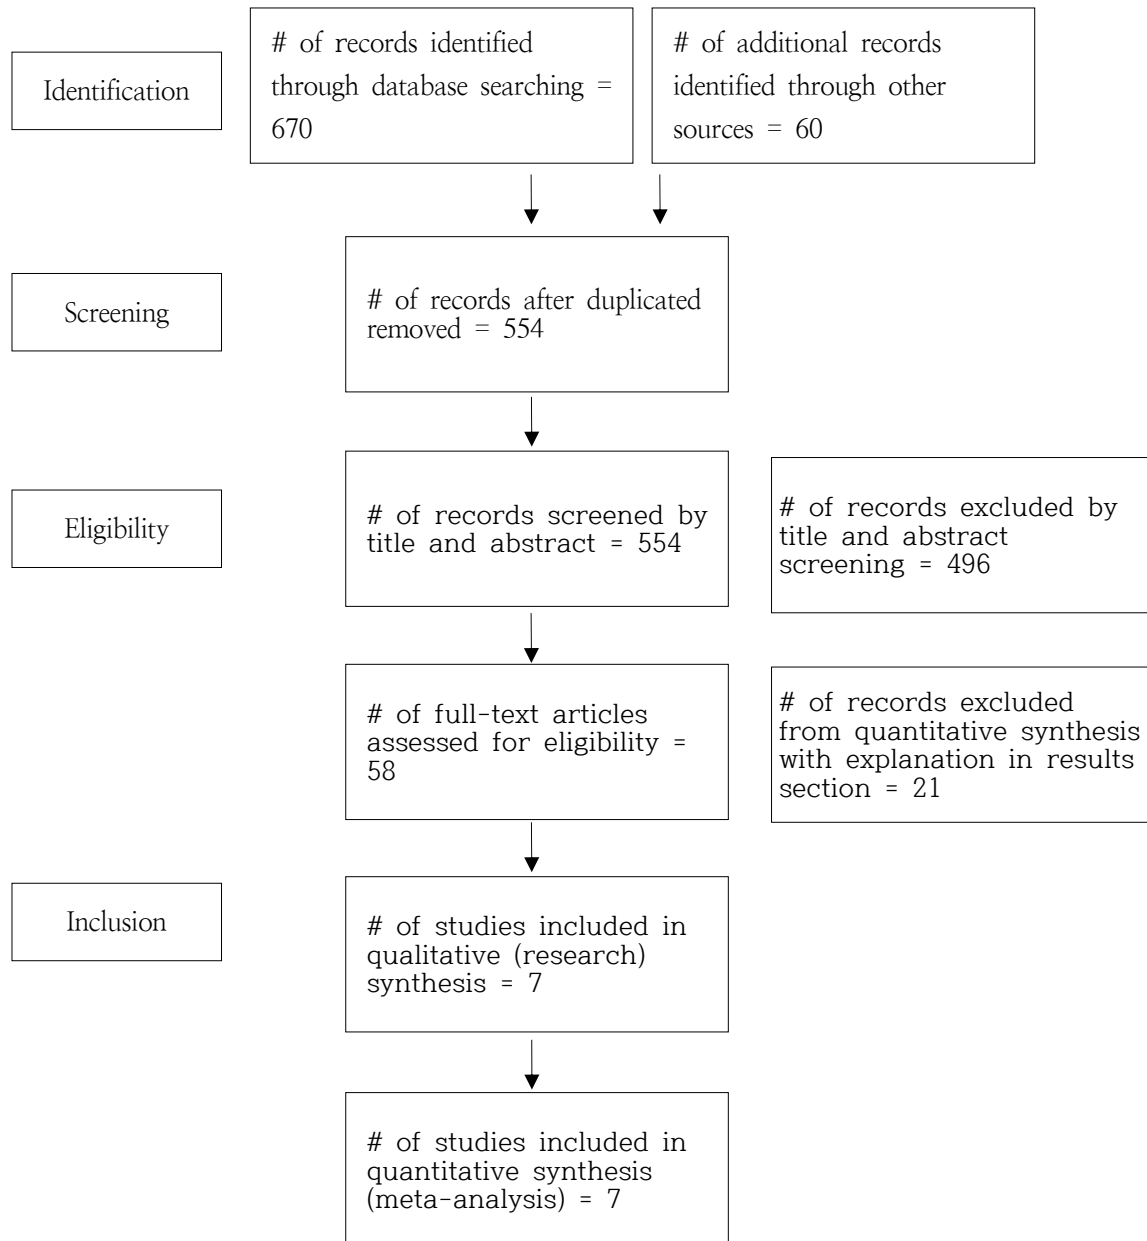 Identification
# of records identified
through database searching =
670
# of additional records
identified through other
sources = 60
Screening
# of records after duplicated
removed = 554
Eligibility
# of records screened by
title and abstract = 554
# of records excluded by
title and abstract
screening = 496
# of full-text articles
assessed for eligibility =
58
# of records excluded
from quantitative synthesis
with explanation in results
section = 21
Inclusion
# of studies included in
qualitative (research)
synthesis = 7
# of studies included in
quantitative synthesis
(meta-analysis) = 7